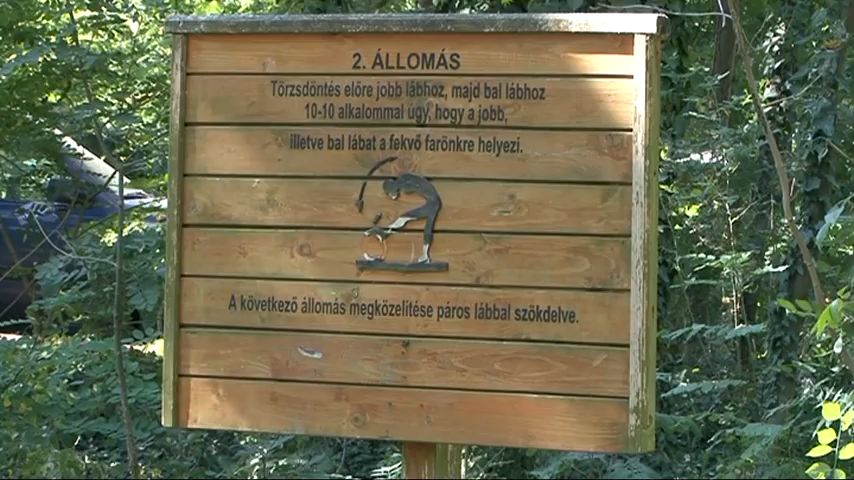 2. ÁLLOMÁS
Törzsdöntés előre jobb lábhoz, majd bal lábhoz
10-10 alkalommal úgy, hogy a jobb,
illetve bal lábat a fekvő farönkre helyezi.
A következő állomás megközelitése páros lábbal szökdelve.